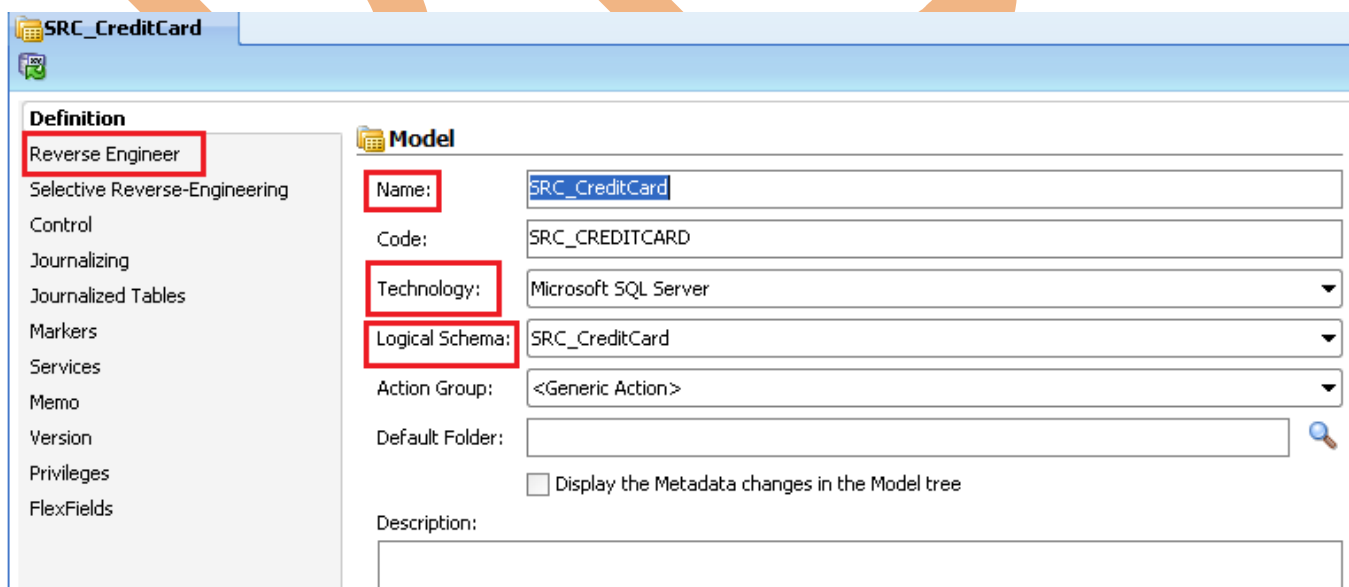 SRC_CreditCard
Definition
Reverse Engineer
Selective Reverse-Engineering
Control
Journalizing
Journalized Tables
Markers
Services
Memo
Version
Privileges
FlexFields
Model
Name: SRC_CreditCard
Code: SRC_CREDITCARD
Technology: Microsoft SQL Server
Logical Schema: SRC_CreditCard
Action Group: <Generic Action>
Default Folder:
Display the Metadata changes in the Model tree
Description: